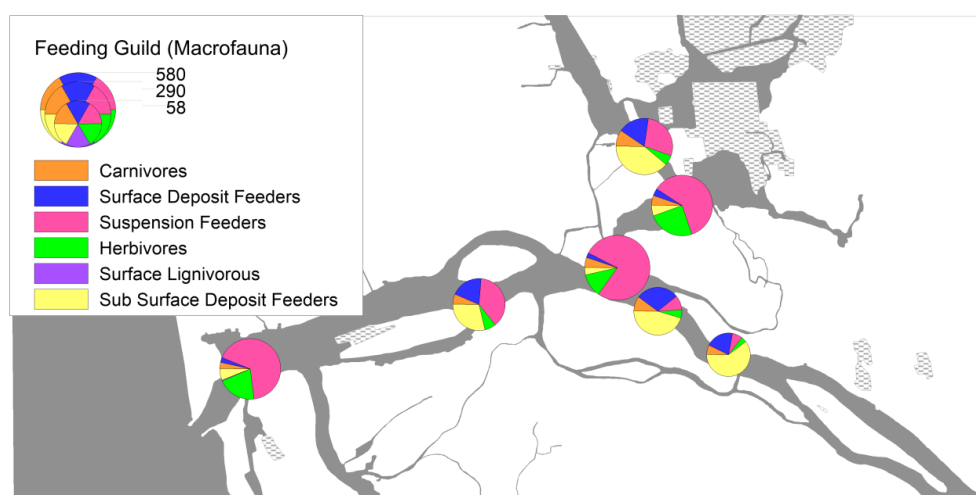 Feeding Guild (Macrofauna)
580
290
58
Carnivores
Surface Deposit Feeders
Suspension Feeders
Herbivores
Surface Lignivorous
Sub Surface Deposit Feeders